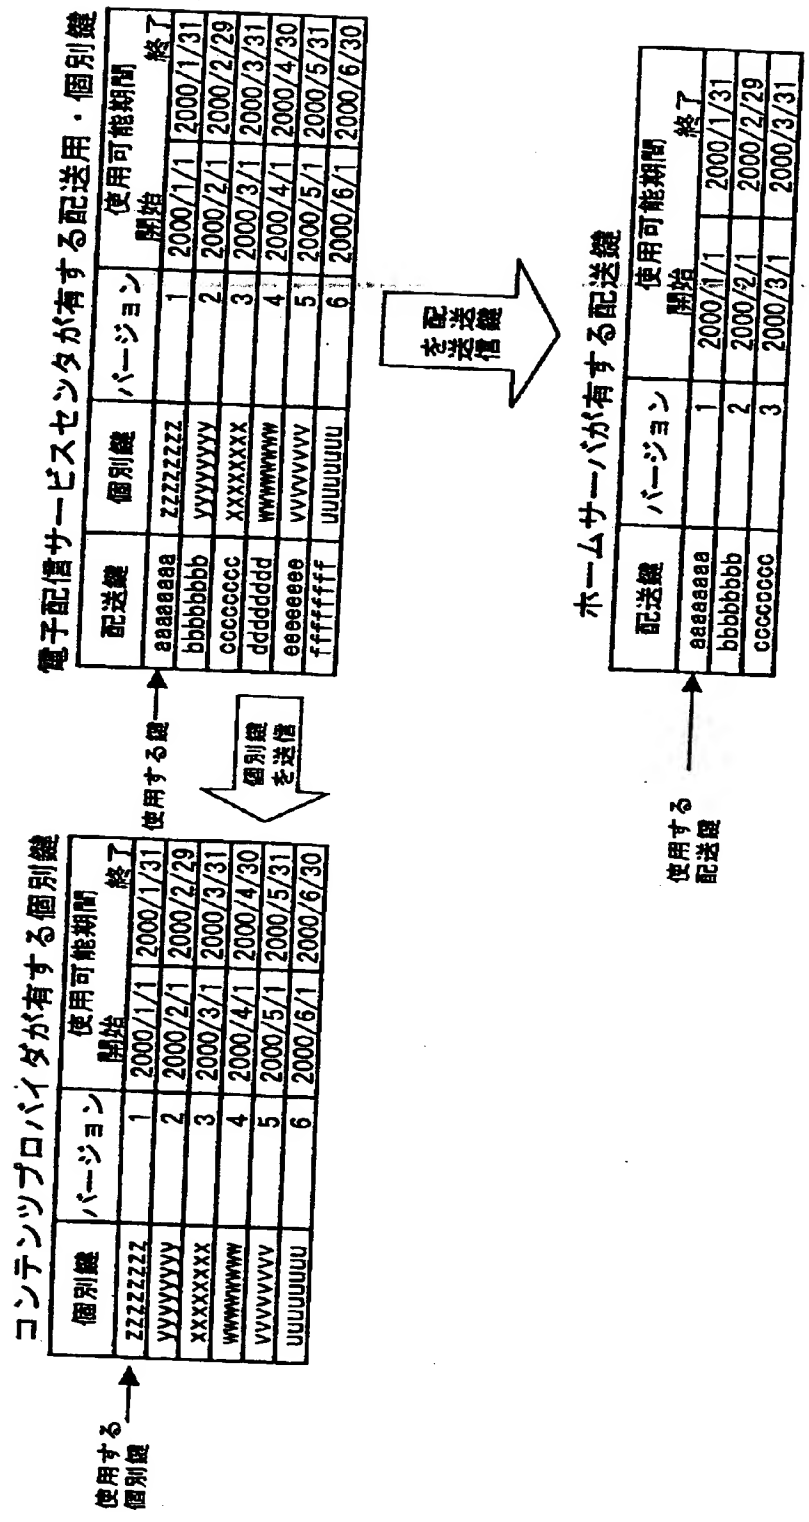 コンテンツプロバイダが有する個別鍵
個別鍵 バージョン 使用可能期間
開始 終了
zzzzzzzz 1 2000/1/1 2000/1/31
yyyyyyyy 2 2000/2/1 2000/2/29
xxxxxxxx 3 2000/3/1 2000/3/31
wwwwwwww 4 2000/4/1 2000/4/30
vvvvvvvv 5 2000/5/1 2000/5/31
uuuuuuuu 6 2000/6/1 2000/6/30
使用する
個別鍵
個別鍵
を送信
電子配信サービスセンタが有する配送用・個別鍵
配送鍵 個別鍵 バージョン 使用可能期間
開始 終了
aaaaaaaa zzzzzzzz 1 2000/1/1 2000/1/31
bbbbbbbb yyyyyyyy 2 2000/2/1 2000/2/29
cccccccc xxxxxxxx 3 2000/3/1 2000/3/31
dddddddd wwwwwwww 4 2000/4/1 2000/4/30
eeeeeeee vvvvvvvv 5 2000/5/1 2000/5/31
ffffffff uuuuuuuu 6 2000/6/1 2000/6/30
使用する鍵
配送鍵
を送信
ホームサーバが有する配送鍵
配送鍵 バージョン 使用可能期間
開始 終了
aaaaaaaa 1 2000/1/1 2000/1/31
bbbbbbbb 2 2000/2/1 2000/2/29
cccccccc 3 2000/3/1 2000/3/31
使用する
配送鍵